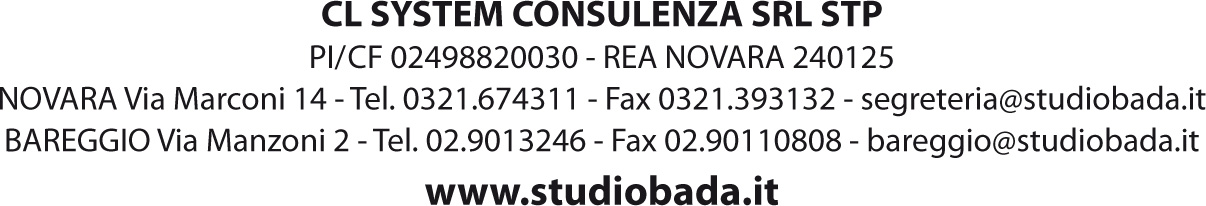 CL SYSTEM CONSULENZA SRL STP
PI/CF 02498820030 - REA NOVARA 240125
NOVARA Via Marconi 14 - Tel. 0321.674311 - Fax 0321.393132 - segreteria@studiobada.it
BAREGGIO Via Manzoni 2 - Tel. 02.9013246 - Fax 02.90110808 - bareggio@studiobada.it
www.studiobada.it